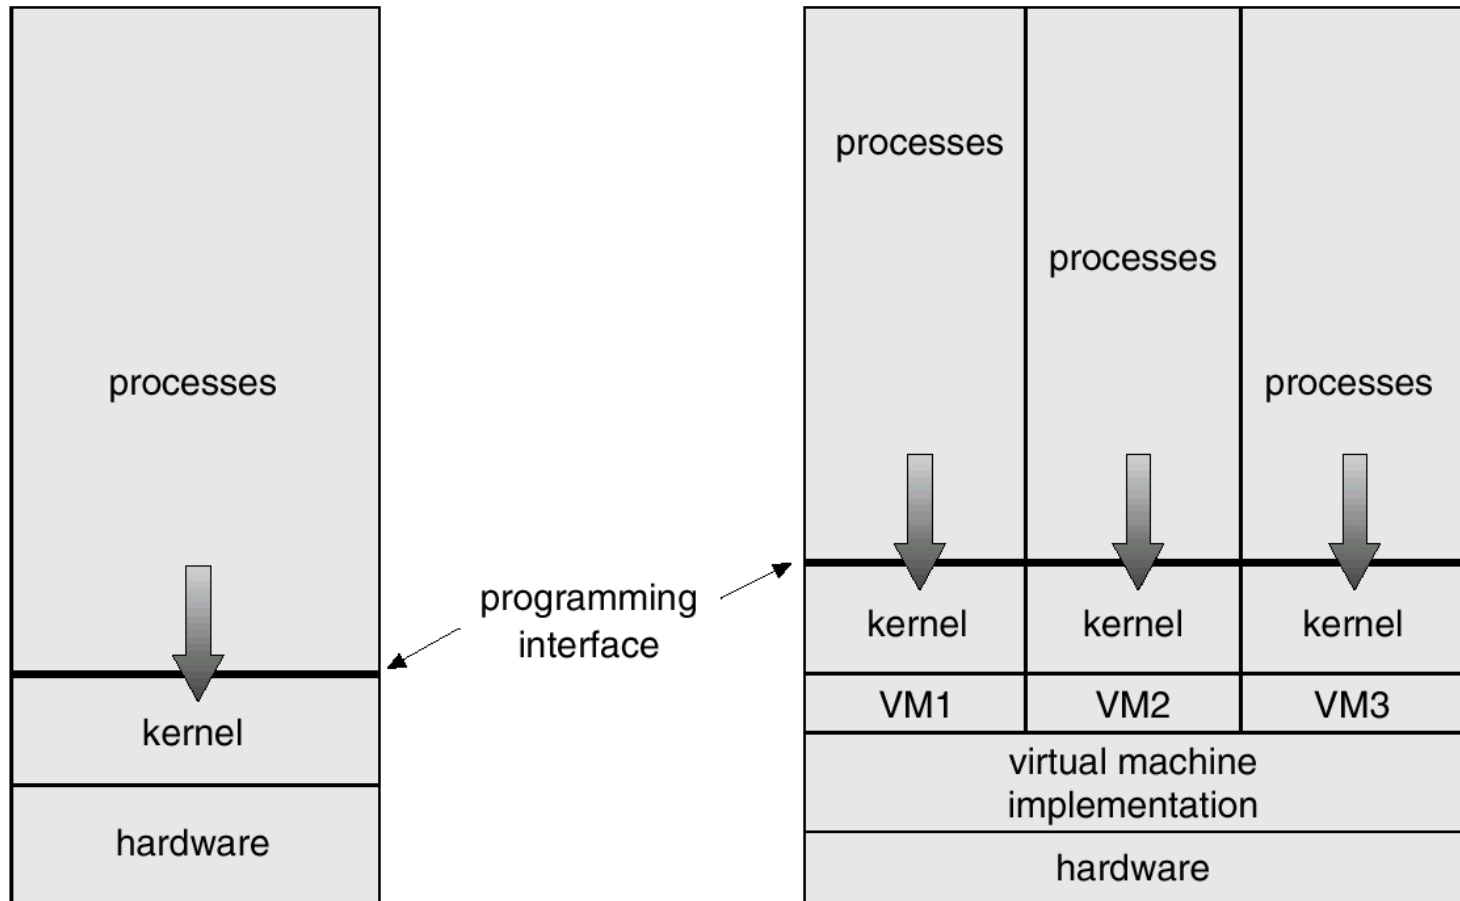 processes
kernel
hardware
programming
interface
processes
processes
processes
kernel
kernel
kernel
VM1
VM2
VM3
virtual machine
implementation
hardware